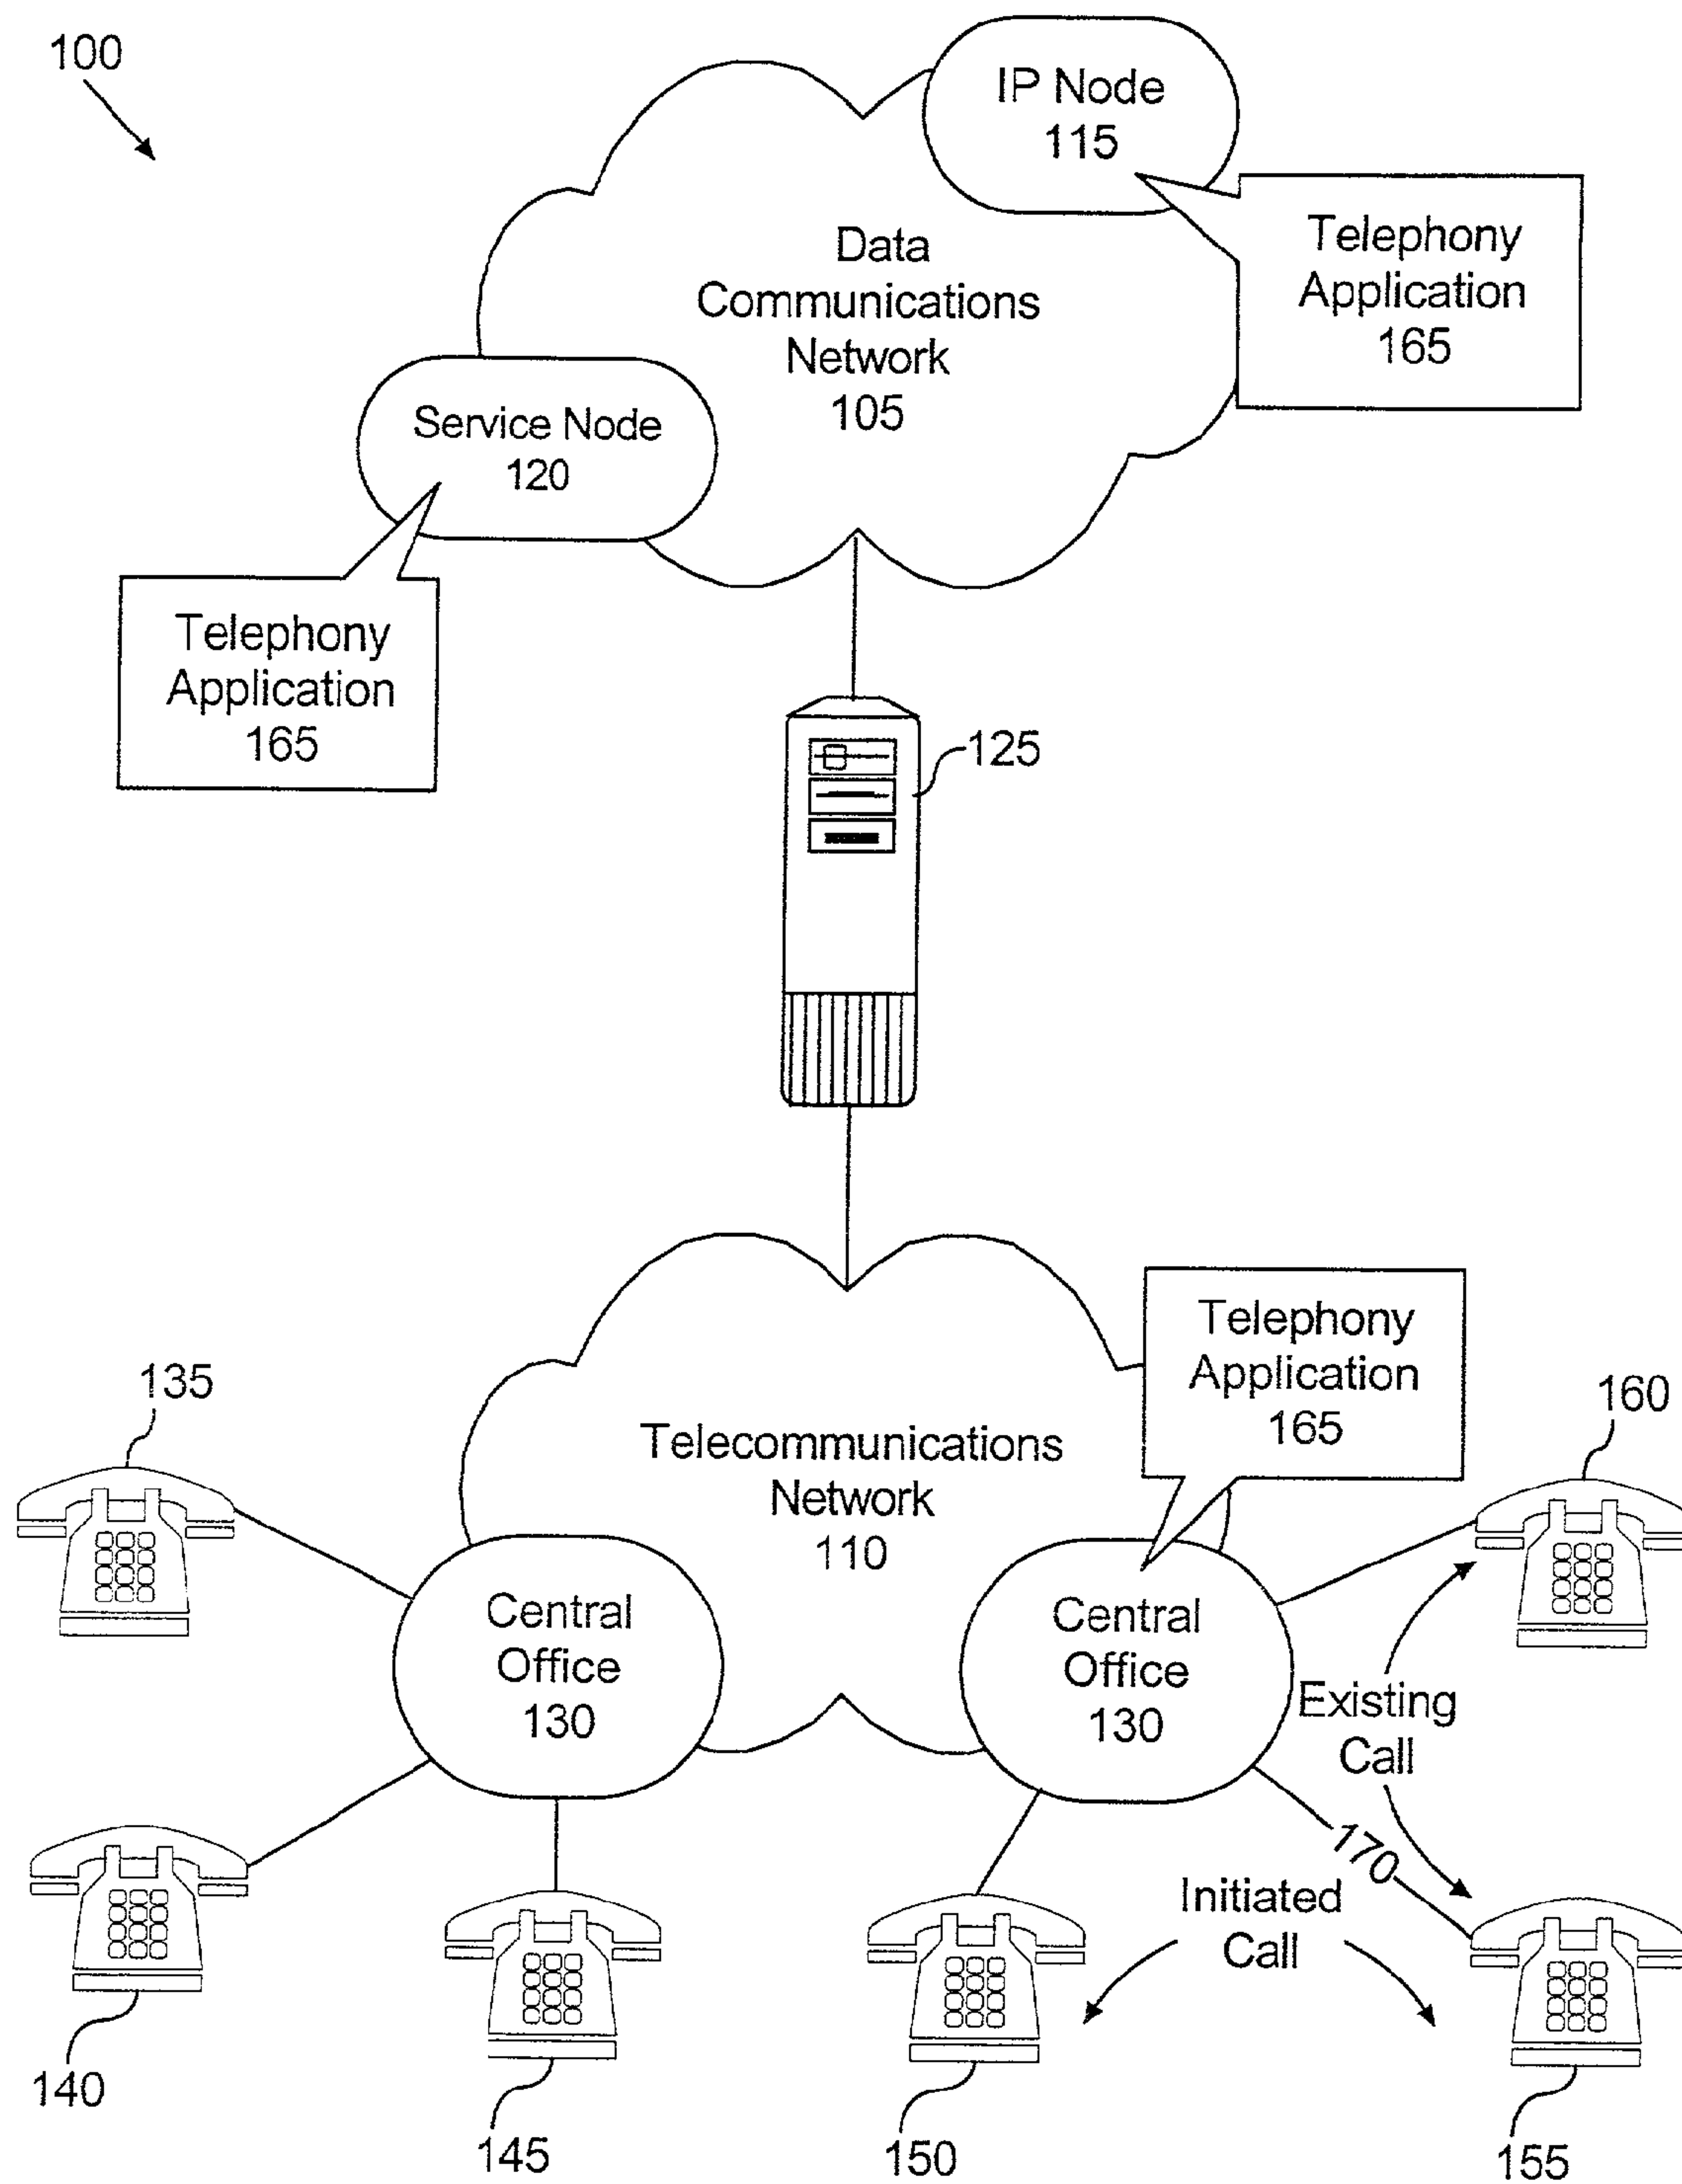 100
IP Node
115
Telephony
Application
165
Data
Communications
Network
105
Service Node
120
Telephony
Application
165
125
Telephony
Application
165
135
160
Telecommunications
Network
110
Central
Office
130
Central
Office
130
Existing
Call
170
Initiated
Call
140
145
150
155